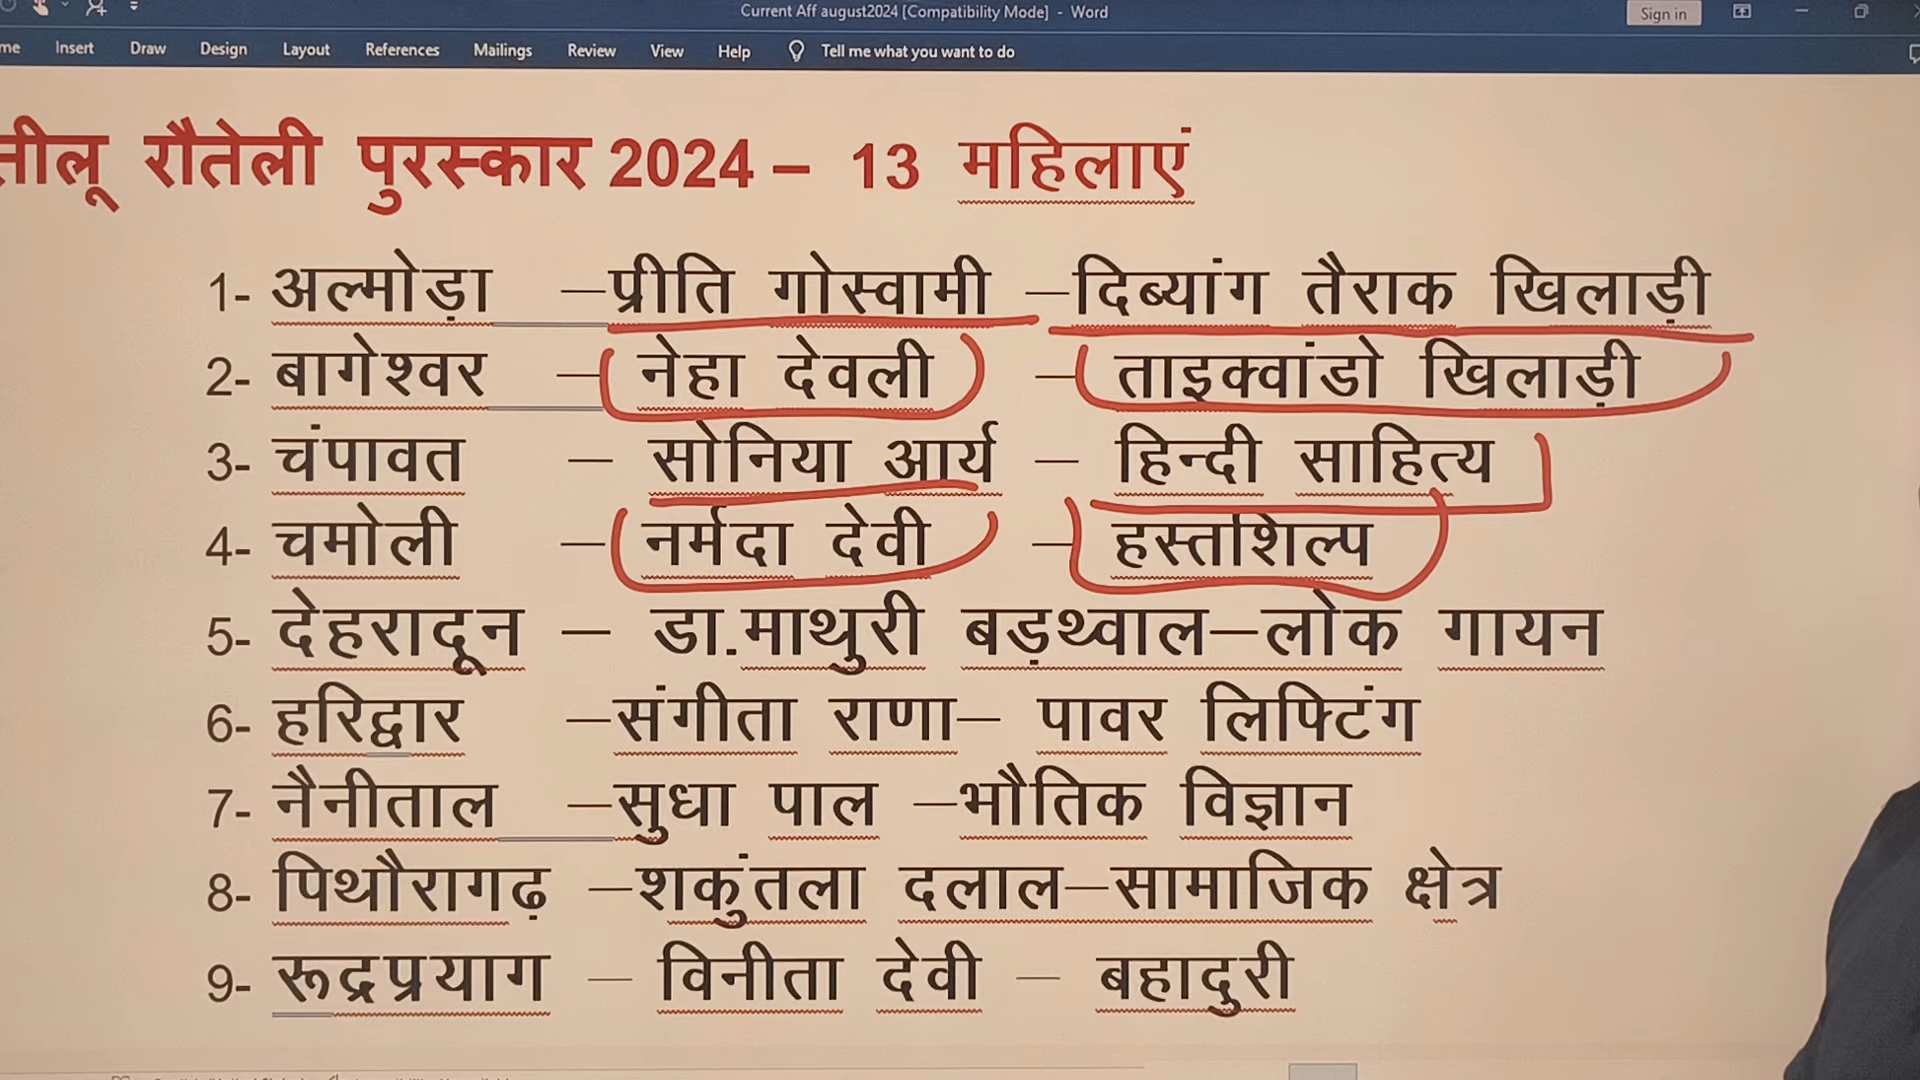 Current Aff august2024 [Compatibility Mode] - Word Sign in
Insert Draw Design Layout References Mailings Review View Help Tell me what you want to do
तीलू रौतेली पुरस्कार 2024 – 13 महिलाएं
1- अल्मोड़ा –प्रीति गोस्वामी –दिब्यांग तैराक खिलाड़ी
2- बागेश्वर – नेहा देवली – ताइक्वांडो खिलाड़ी
3- चंपावत – सोनिया आर्य – हिन्दी साहित्य
4- चमोली – नर्मदा देवी – हस्तशिल्प
5- देहरादून – डा.माथुरी बड़थ्वाल–लोक गायन
6- हरिद्वार –संगीता राणा– पावर लिफ्टिंग
7- नैनीताल –सुधा पाल –भौतिक विज्ञान
8- पिथौरागढ़ –शकुंतला दलाल–सामाजिक क्षेत्र
9- रूद्रप्रयाग – विनीता देवी – बहादुरी